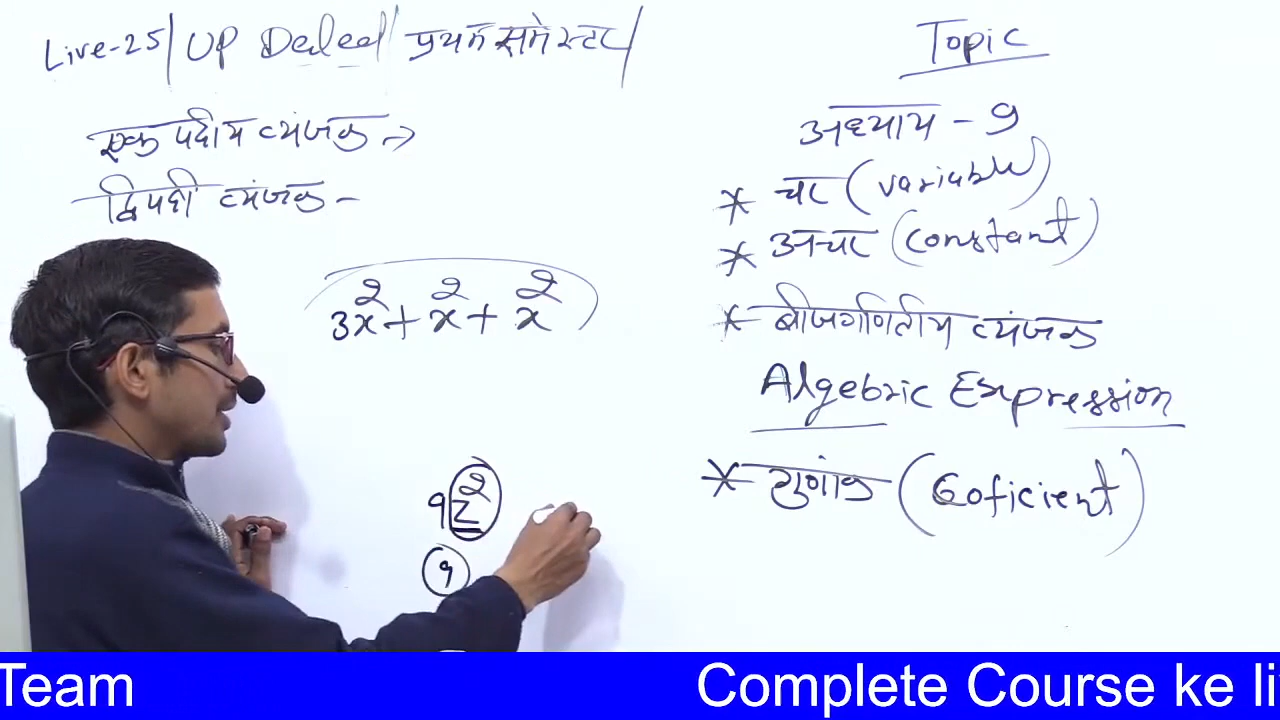 Live-25/ UP Deled/ प्रथम सेमेस्टर/
एक पदीय व्यंजक →
द्विपदी व्यंजक -
3x² + x² + x²
9z²
9
Topic
अध्याय - 9
* चर (variable)
* अचर (constant)
* बीजगणितीय व्यंजक
Algebric Expression
* गुणांक (Coficient)
Team Complete Course ke li